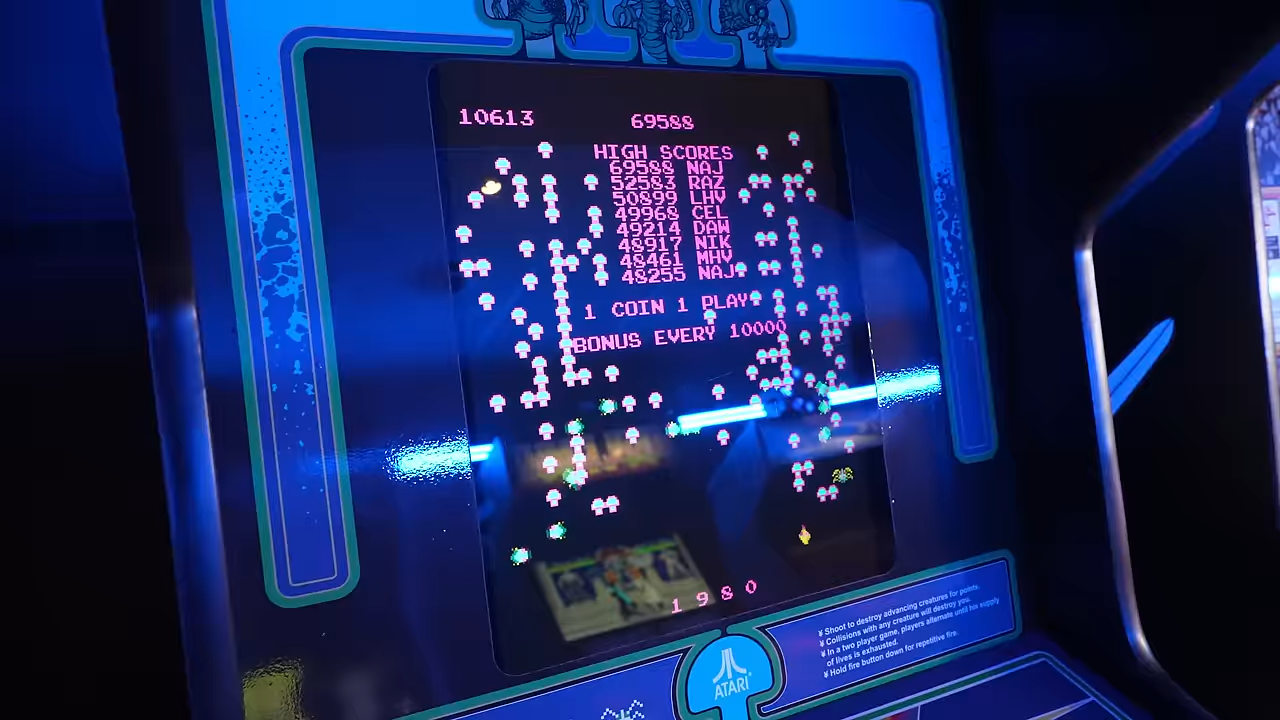 10613 69588
HIGH SCORES
69588 NAJ
52583 RAZ
50899 LHV
49968 CEL
49214 DAW
48917 NIK
48461 MHV
48255 NAJ
1 COIN 1 PLAY
BONUS EVERY 10000
1980
¥ Shoot to destroy advancing creatures for points.
¥ Collisions with any creature will destroy you.
¥ In a two player game, players alternate until his supply
of lives is exhausted.
¥ Hold fire button down for repetitive fire.
ATARI